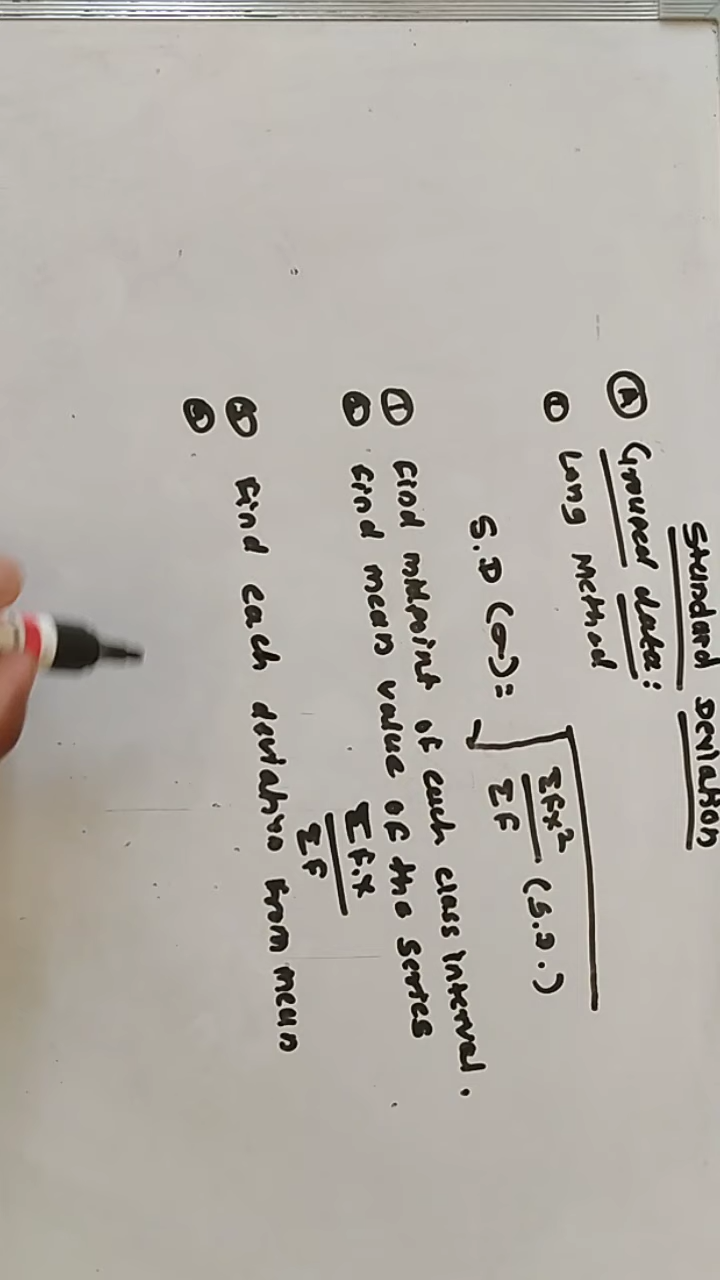 Standard Deviation
Ⓐ Grouped data:
① Long Method
S.D (σ) = √ΣFx²/ΣF (S.D.)
① Find midpoint of each class interval.
② Find mean value of the series
ΣF.x/ΣF
③ Find each deviation from mean